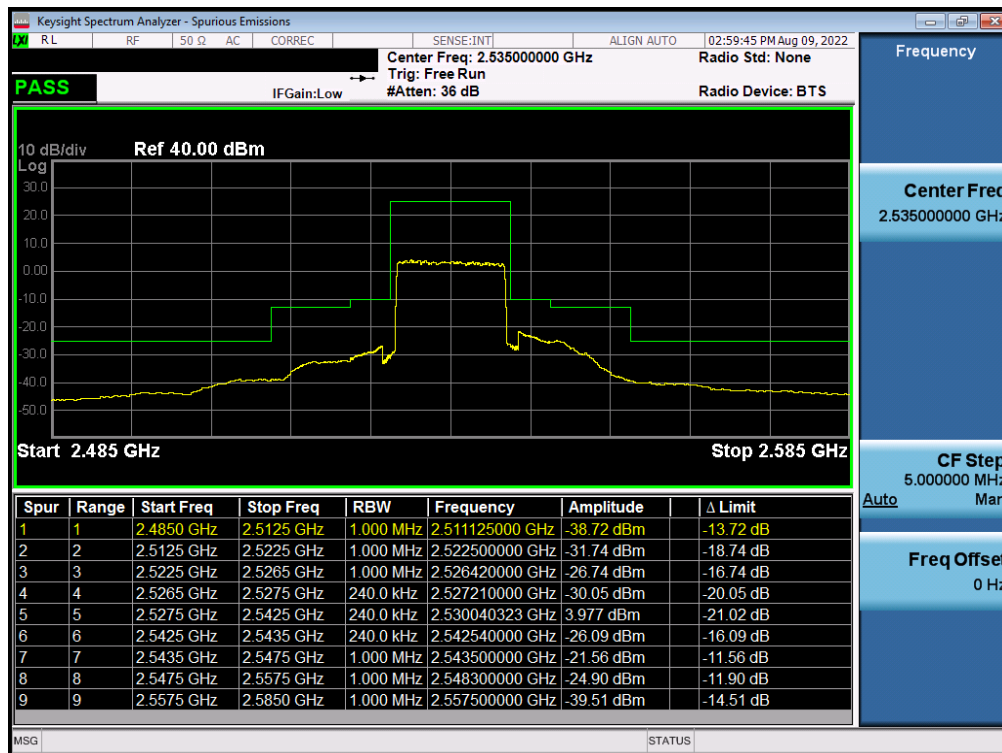 Keysight Spectrum Analyzer - Spurious Emissions
LXI RL RF 50 Ω AC CORREC SENSE:INT ALIGN AUTO 02:59:45 PM Aug 09, 2022
Center Freq: 2.535000000 GHz Radio Std: None
Trig: Free Run
PASS IFGain:Low #Atten: 36 dB Radio Device: BTS
10 dB/div Ref 40.00 dBm
Log
30.0
20.0
10.0
0.00
-10.0
-20.0
-30.0
-40.0
-50.0
Start 2.485 GHz Stop 2.585 GHz
Spur Range Start Freq Stop Freq RBW Frequency Amplitude Δ Limit
1 1 2.4850 GHz 2.5125 GHz 1.000 MHz 2.511125000 GHz -38.72 dBm -13.72 dB
2 2 2.5125 GHz 2.5225 GHz 1.000 MHz 2.522500000 GHz -31.74 dBm -18.74 dB
3 3 2.5225 GHz 2.5265 GHz 1.000 MHz 2.526420000 GHz -26.74 dBm -16.74 dB
4 4 2.5265 GHz 2.5275 GHz 240.0 kHz 2.527210000 GHz -30.05 dBm -20.05 dB
5 5 2.5275 GHz 2.5425 GHz 240.0 kHz 2.530040323 GHz 3.977 dBm -21.02 dB
6 6 2.5425 GHz 2.5435 GHz 240.0 kHz 2.542540000 GHz -26.09 dBm -16.09 dB
7 7 2.5435 GHz 2.5475 GHz 1.000 MHz 2.543500000 GHz -21.56 dBm -11.56 dB
8 8 2.5475 GHz 2.5575 GHz 1.000 MHz 2.548300000 GHz -24.90 dBm -11.90 dB
9 9 2.5575 GHz 2.5850 GHz 1.000 MHz 2.557500000 GHz -39.51 dBm -14.51 dB
MSG STATUS
Frequency
Center Freq
2.535000000 GHz
CF Step
5.000000 MHz
Auto Man
Freq Offset
0 Hz